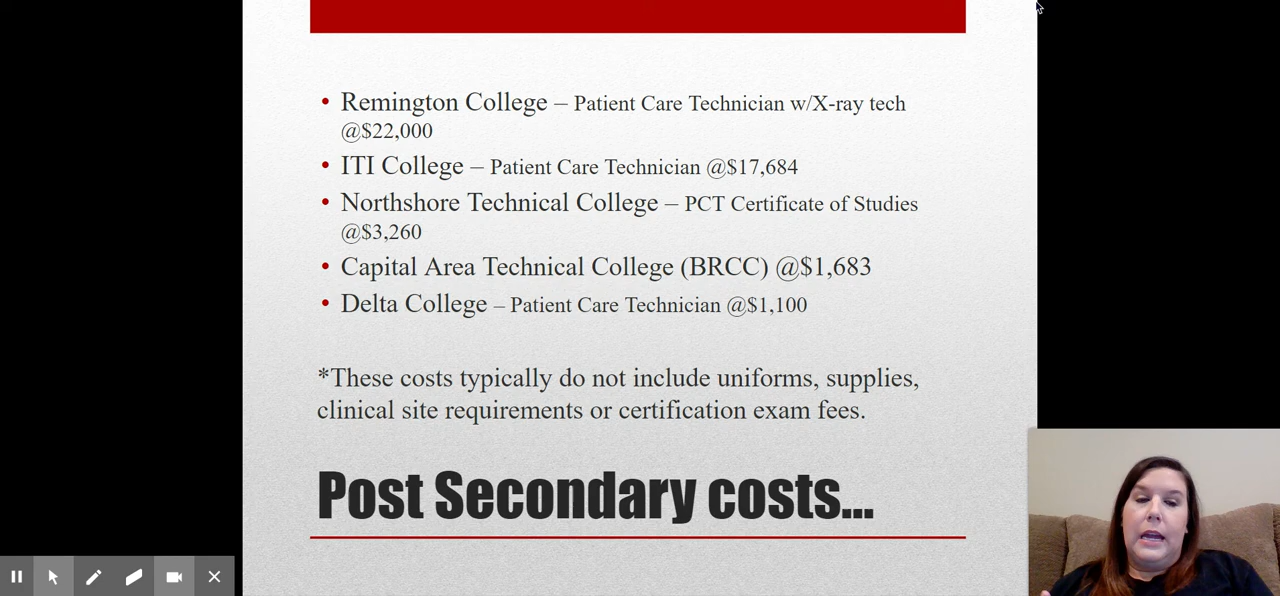 • Remington College – Patient Care Technician w/X-ray tech
@$22,000
• ITI College – Patient Care Technician @$17,684
• Northshore Technical College – PCT Certificate of Studies
@$3,260
• Capital Area Technical College (BRCC) @$1,683
• Delta College – Patient Care Technician @$1,100
*These costs typically do not include uniforms, supplies,
clinical site requirements or certification exam fees.
Post Secondary costs...